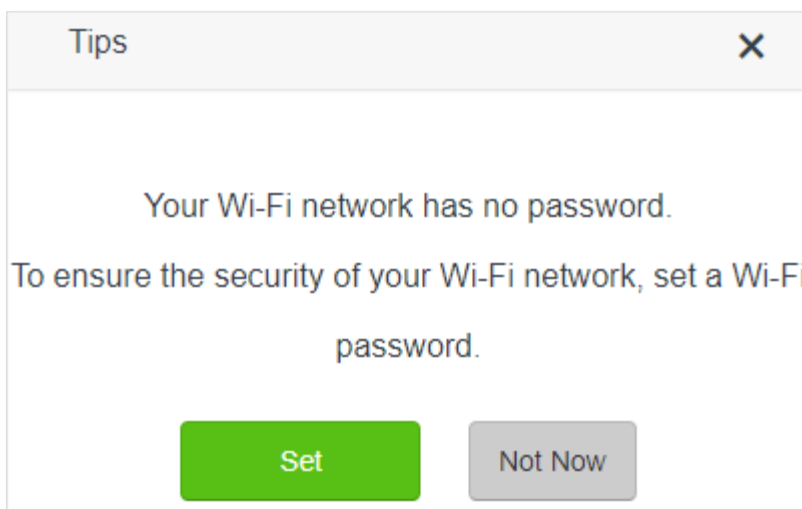 Tips
Your Wi-Fi network has no password.
To ensure the security of your Wi-Fi network, set a Wi-Fi
password.
Set
Not Now